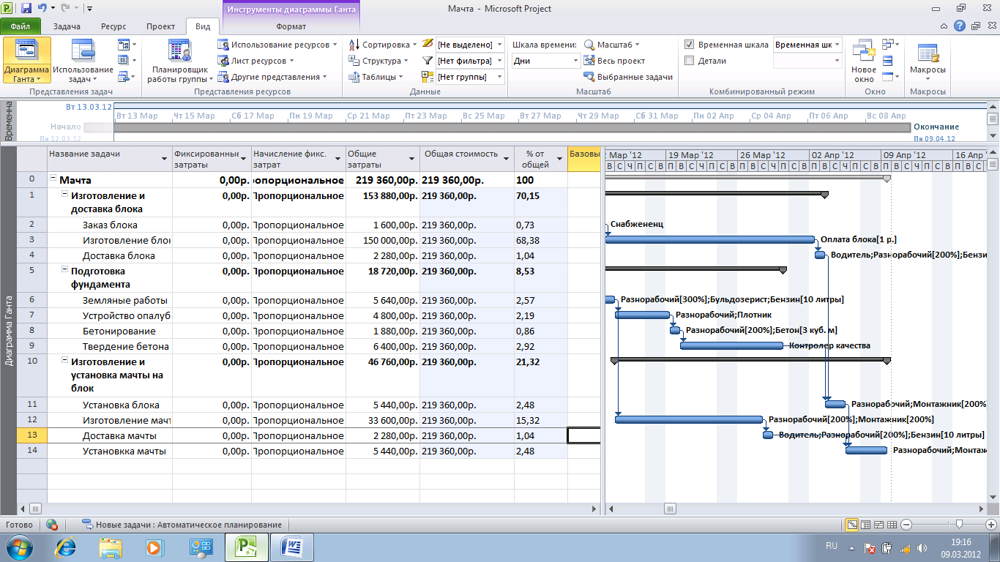 Инструменты диаграммы Ганта
Мачта - Microsoft Project
Файл Задача Ресурс Проект Вид Формат
Диаграмма Ганта
Использование задач
Представления задач
Планировщик работы группы
Использование ресурсов
Лист ресурсов
Другие представления
Представления ресурсов
Сортировка
Структура
Таблицы
[Не выделено]
[Нет фильтра]
[Нет группы]
Данные
Шкала времени:
Дни
Масштаб
Весь проект
Выбранные задачи
Масштаб
Временная шкала
Временная шк
Детали
Комбинированный режим
Новое окно
Окно
Макросы
Макросы
Временна
Вт 13.03.12
Вт 13 Мар Чт 15 Мар Сб 17 Мар Пн 19 Мар Ср 21 Мар Пт 23 Мар Вс 25 Мар Вт 27 Мар Чт 29 Мар Сб 31 Мар Пн 02 Апр Ср 04 Апр Пт 06 Апр Вс 08 Апр
Начало
Пн 12.03.12
Окончание
Пн 09.04.12
Диаграмма Ганта
Название задачи Фиксированные затраты Начисление фикс. затрат Общие затраты Общая стоимость % от общей Базовы
0 Мачта 0,00р. ропорциональное 219 360,00р. 219 360,00р. 100
1 Изготовление и доставка блока 0,00р. Пропорциональное 153 880,00р. 219 360,00р. 70,15
2 Заказ блока 0,00р. Пропорциональное 1 600,00р. 219 360,00р. 0,73
3 Изготовление блок 0,00р. Пропорциональное 150 000,00р. 219 360,00р. 68,38
4 Доставка блока 0,00р. Пропорциональное 2 280,00р. 219 360,00р. 1,04
5 Подготовка фундамента 0,00р. Пропорциональное 18 720,00р. 219 360,00р. 8,53
6 Земляные работы 0,00р. Пропорциональное 5 640,00р. 219 360,00р. 2,57
7 Устройство опалуб 0,00р. Пропорциональное 4 800,00р. 219 360,00р. 2,19
8 Бетонирование 0,00р. Пропорциональное 1 880,00р. 219 360,00р. 0,86
9 Твердение бетона 0,00р. Пропорциональное 6 400,00р. 219 360,00р. 2,92
10 Изготовление и установка мачты на блок 0,00р. Пропорциональное 46 760,00р. 219 360,00р. 21,32
11 Установка блока 0,00р. Пропорциональное 5 440,00р. 219 360,00р. 2,48
12 Изготовление мачт 0,00р. Пропорциональное 33 600,00р. 219 360,00р. 15,32
13 Доставка мачты 0,00р. Пропорциональное 2 280,00р. 219 360,00р. 1,04
14 Установкка мачты 0,00р. Пропорциональное 5 440,00р. 219 360,00р. 2,48
2 Мар '12 19 Мар '12 26 Мар '12 02 Апр '12 09 Апр '12 16 Апр '
В С Ч П С В П В С Ч П С В П В С Ч П С В П В С Ч П С В П В С Ч П С В П В С
Снабжененц
Оплата блока[1 р.]
Водитель;Разнорабочий[200%];Бензи
Разнорабочий[300%];Бульдозерист;Бензин[10 литры]
Разнорабочий;Плотник
Разнорабочий[200%];Бетон[3 куб. м]
Контролер качества
Разнорабочий;Монтажник[200%
Разнорабочий[200%];Монтажник[200%]
Водитель;Разнорабочий[200%];Бензин[10 литры]
Разнорабочий;Монтаж
Готово
Новые задачи : Автоматическое планирование
RU
19:16
09.03.2012